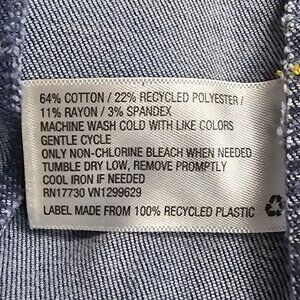 64% COTTON / 22% RECYCLED POLYESTER /
11% RAYON / 3% SPANDEX
MACHINE WASH COLD WITH LIKE COLORS
GENTLE CYCLE
ONLY NON-CHLORINE BLEACH WHEN NEEDED
TUMBLE DRY LOW, REMOVE PROMPTLY
COOL IRON IF NEEDED
RN17730 VN1299629
LABEL MADE FROM 100% RECYCLED PLASTIC